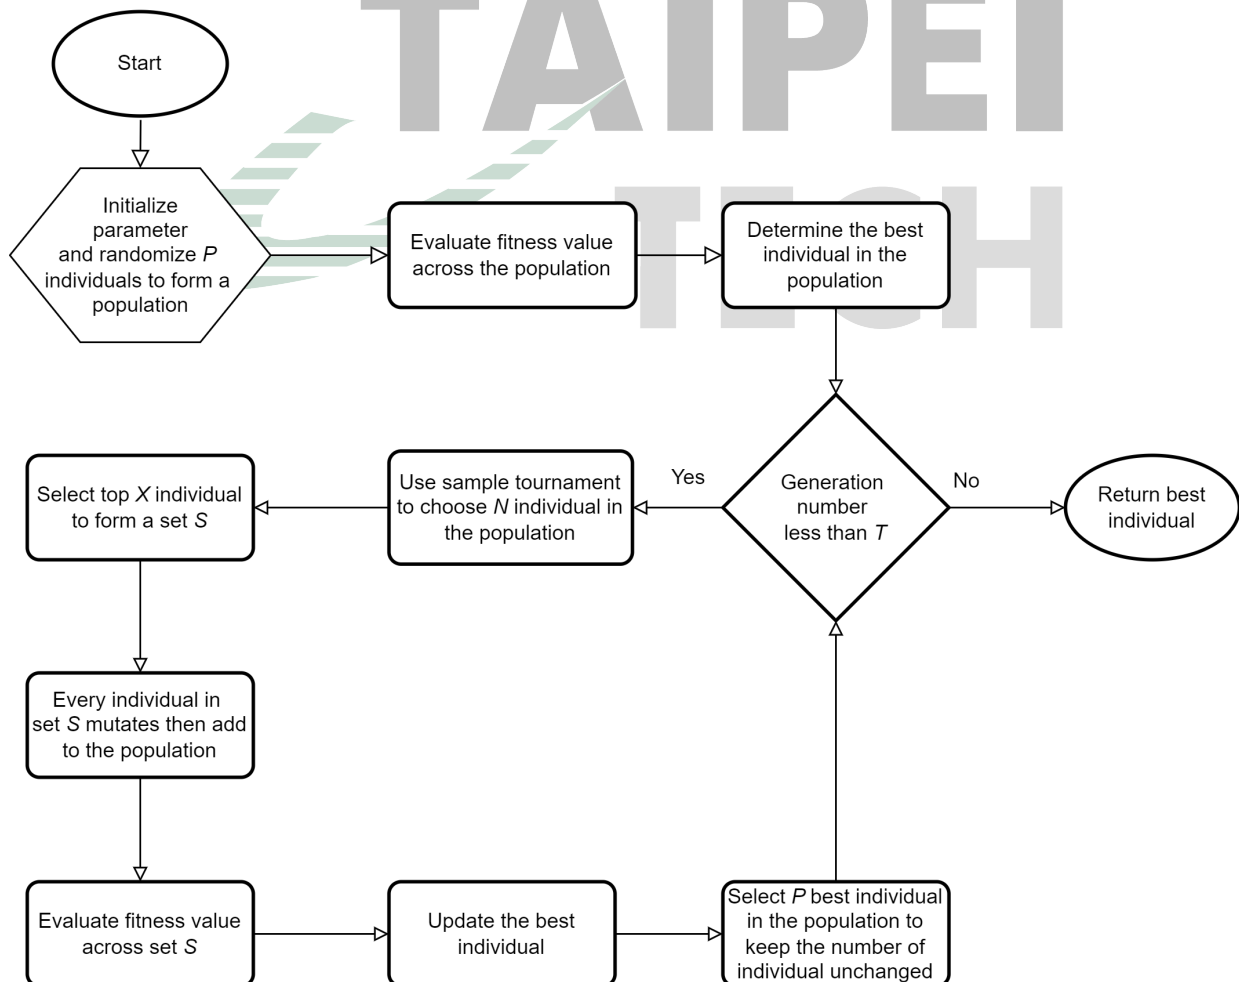 TAIPEI
TECH
Start
Initialize
parameter
and randomize P
individuals to form a
population
Evaluate fitness value
across the population
Determine the best
individual in the
population
Generation
number
less than T
Yes
No
Return best
individual
Use sample tournament
to choose N individual in
the population
Select top X individual
to form a set S
Every individual in
set S mutates then add
to the population
Evaluate fitness value
across set S
Update the best
individual
Select P best individual
in the population to
keep the number of
individual unchanged